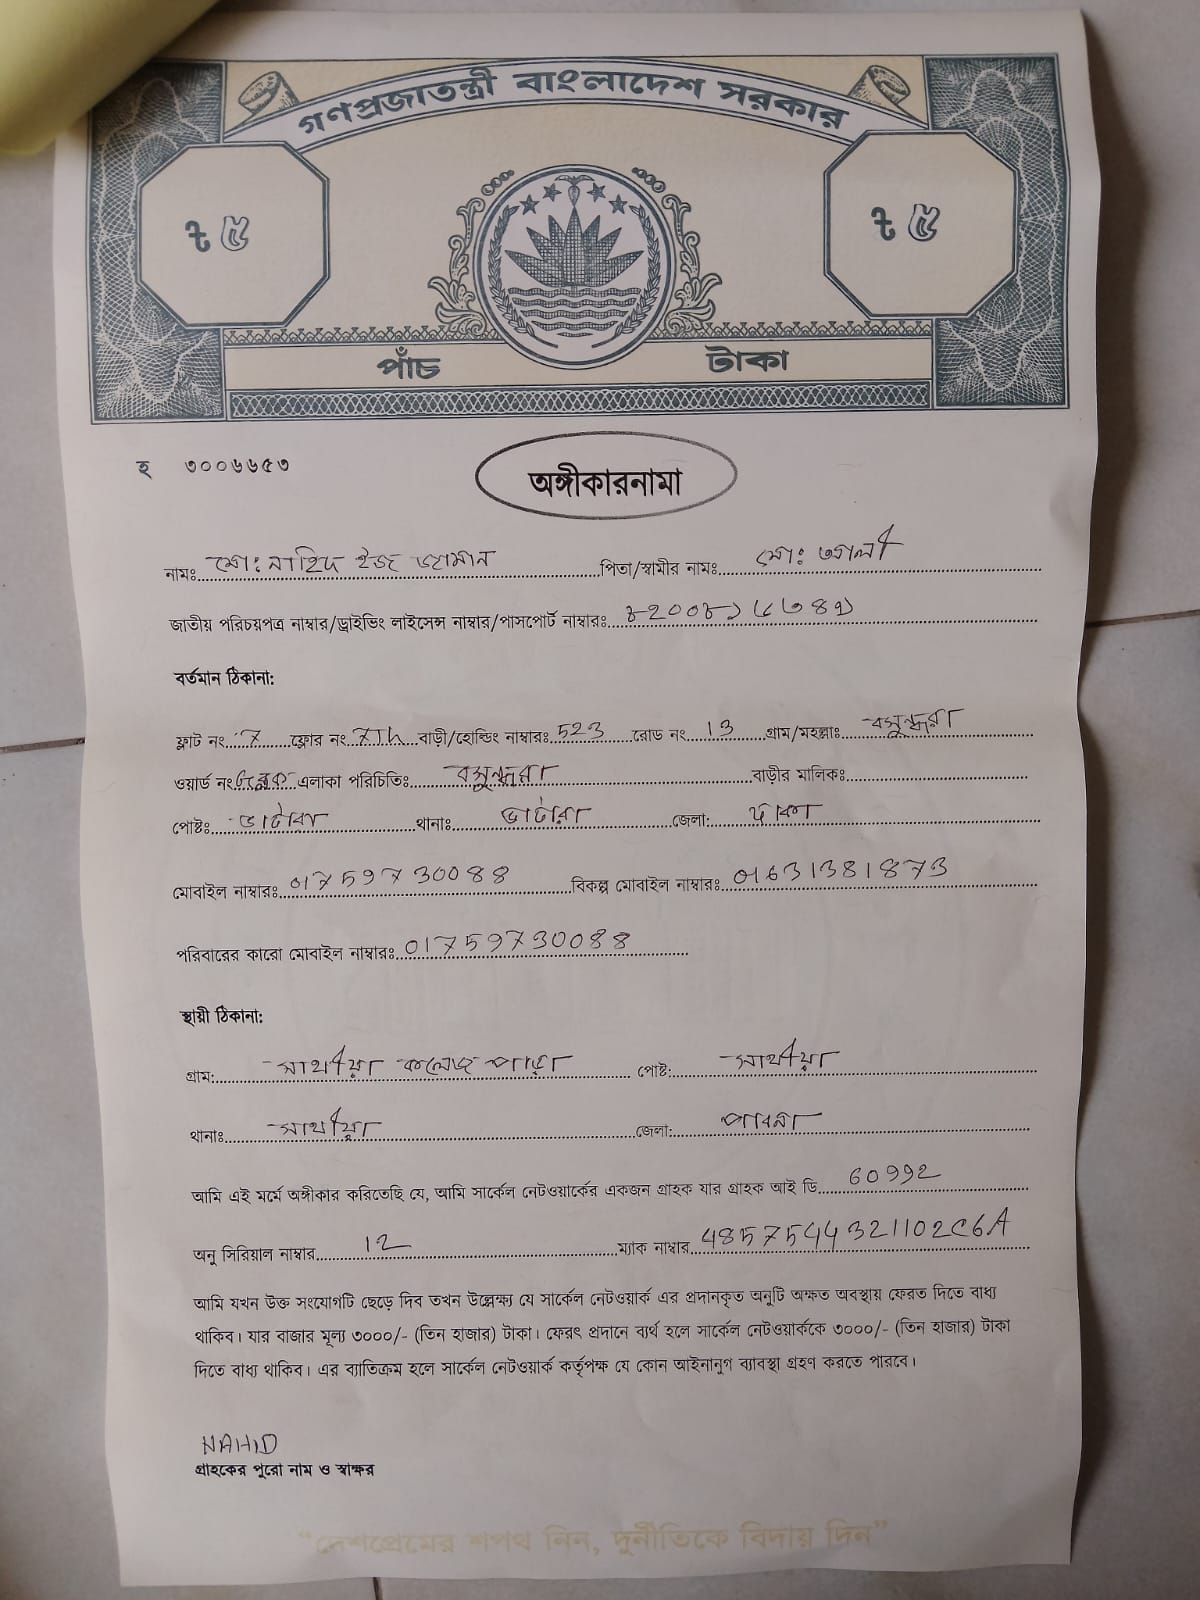 গণপ্রজাতন্ত্রী বাংলাদেশ সরকার
৳ ৫ ৳ ৫
পাঁচ টাকা
হ ৩০০৬৬৫৩
অঙ্গীকারনামা
নামঃ মোঃ নাহিদ ইজ জামান পিতা/স্বামীর নামঃ মোঃ
জাতীয় পরিচয়পত্র নাম্বার/ড্রাইভিং লাইসেন্স নাম্বার/পাসপোর্ট নাম্বারঃ
বর্তমান ঠিকানা:
ফ্লাট নং 7 ফ্লোর নং 7Th বাড়ী/হোল্ডিং নাম্বারঃ 523 রোড নং 13 গ্রাম/মহল্লাঃ বসুন্ধরা
ওয়ার্ড নং এলাকা পরিচিতিঃ বসুন্ধরা বাড়ীর মালিকঃ
পোষ্টঃ ভাটারা থানাঃ ভাটারা জেলা: ঢাকা
মোবাইল নাম্বারঃ 01759730088 বিকল্প মোবাইল নাম্বারঃ 01631381873
পরিবারের কারো মোবাইল নাম্বারঃ 01759730088
স্থায়ী ঠিকানা:
গ্রাম: সাথীয়া কলেজ পাড়া পোষ্ট: সাথীয়া
থানাঃ সাথীয়া জেলা: পাবনা
আমি এই মর্মে অঙ্গীকার করিতেছি যে, আমি সার্কেল নেটওয়ার্কের একজন গ্রাহক যার গ্রাহক আই ডি 60992
অনু সিরিয়াল নাম্বার 12 ম্যাক নাম্বার 4857544321102C6A
আমি যখন উক্ত সংযোগটি ছেড়ে দিব তখন উল্লেক্ষ্য যে সার্কেল নেটওয়ার্ক এর প্রদানকৃত অনুটি অক্ষত অবস্থায় ফেরত দিতে বাধ্য
থাকিব। যার বাজার মূল্য ৩০০০/- (তিন হাজার) টাকা। ফেরৎ প্রদানে ব্যর্থ হলে সার্কেল নেটওয়ার্ককে ৩০০০/- (তিন হাজার) টাকা
দিতে বাধ্য থাকিব। এর ব্যাতিক্রম হলে সার্কেল নেটওয়ার্ক কর্তৃপক্ষ যে কোন আইনানুগ ব্যাবস্থা গ্রহণ করতে পারবে।
NAHID
গ্রাহকের পুরো নাম ও স্বাক্ষর
“দেশপ্রেমের শপথ নিন, দুর্নীতিকে বিদায় দিন”